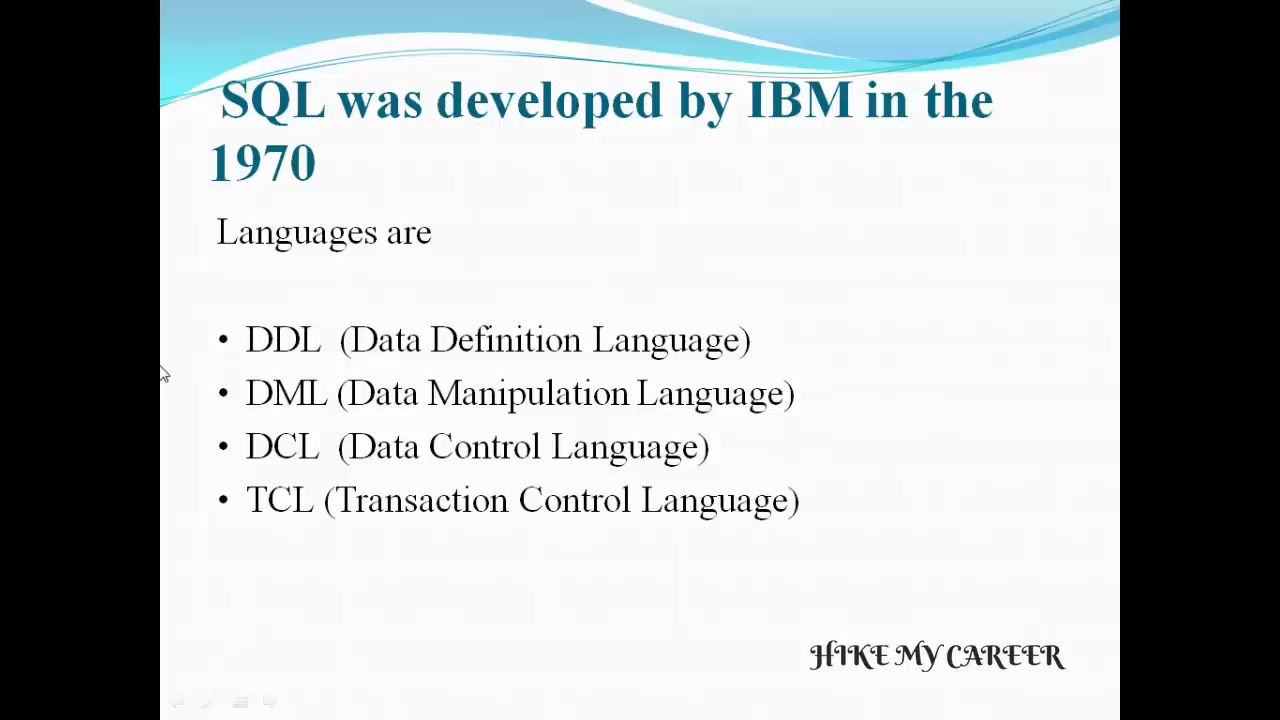 SQL was developed by IBM in the
1970
Languages are
• DDL (Data Definition Language)
• DML (Data Manipulation Language)
• DCL (Data Control Language)
• TCL (Transaction Control Language)
HIKE MY CAREER